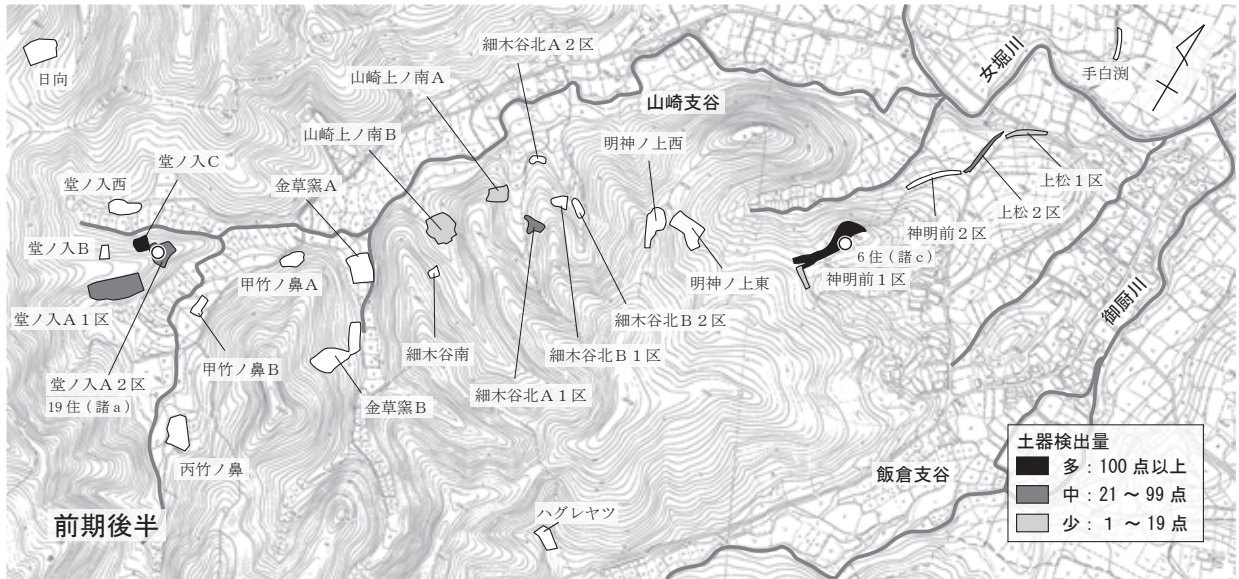 細木谷北A2区
女堀川
手白渕
日向
山崎上ノ南A
山崎支谷
山崎上ノ南B
明神ノ上西
堂ノ入C
堂ノ入西
金草窯A
上松1区
上松2区
神明前2区
堂ノ入B
6住（諸c）
神明前1区
明神ノ上東
御厨川
甲竹ノ鼻A
堂ノ入A1区
細木谷北B2区
細木谷南
細木谷北B1区
甲竹ノ鼻B
堂ノ入A2区
19住（諸a）
細木谷北A1区
金草窯B
丙竹ノ鼻
飯倉支谷
ハグレヤツ
前期後半
土器検出量
多：100点以上
中：21～99点
少：1～19点